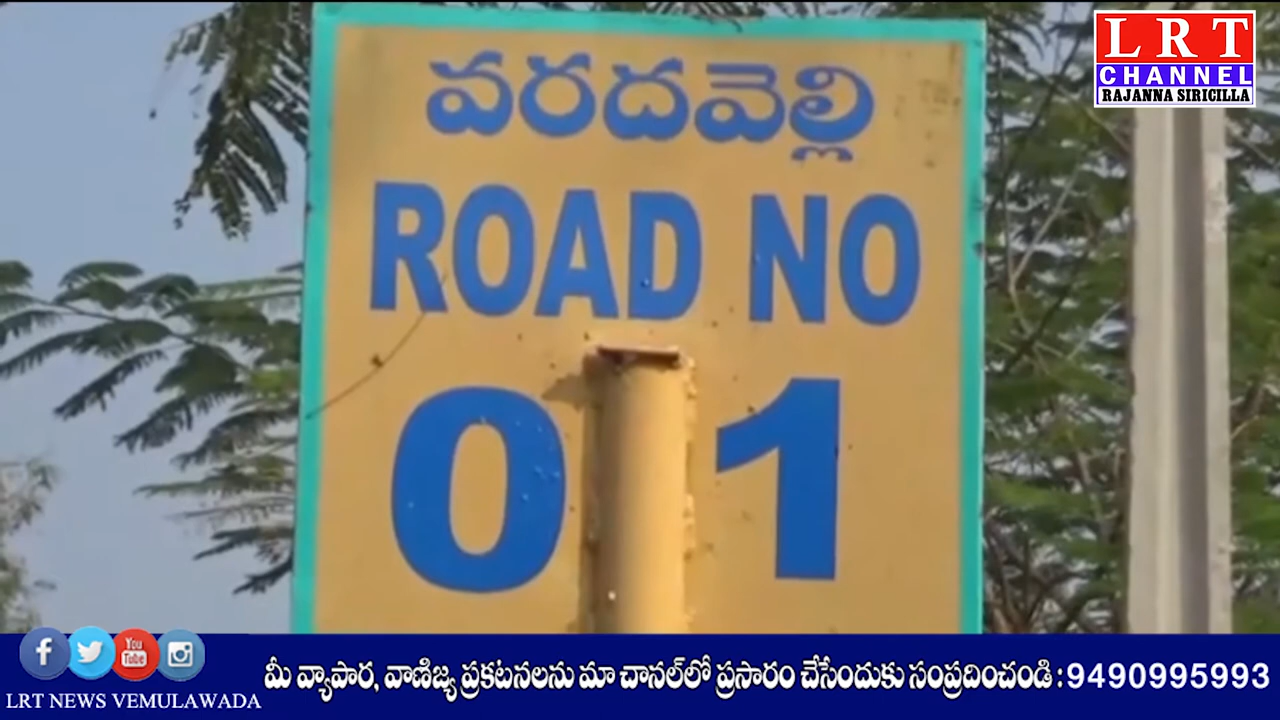 వరదవెల్లి
ROAD NO
01
LRT
CHANNEL
RAJANNA SIRICILLA
You Tube
LRT NEWS VEMULAWADA
మీ వ్యాపార, వాణిజ్య ప్రకటనలను మా చానల్‌లో ప్రసారం చేసేందుకు సంప్రదించండి :9490995993